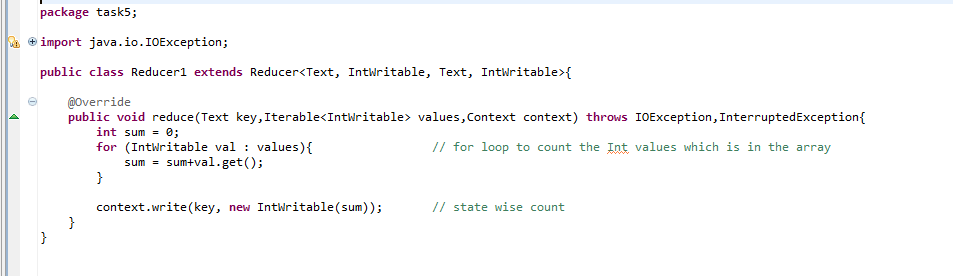 package task5;
import java.io.IOException;
public class Reducer1 extends Reducer<Text, IntWritable, Text, IntWritable>{
@Override
public void reduce(Text key,Iterable<IntWritable> values,Context context) throws IOException,InterruptedException{
int sum = 0;
for (IntWritable val : values){ // for loop to count the Int values which is in the array
sum = sum+val.get();
}
context.write(key, new IntWritable(sum)); // state wise count
}
}